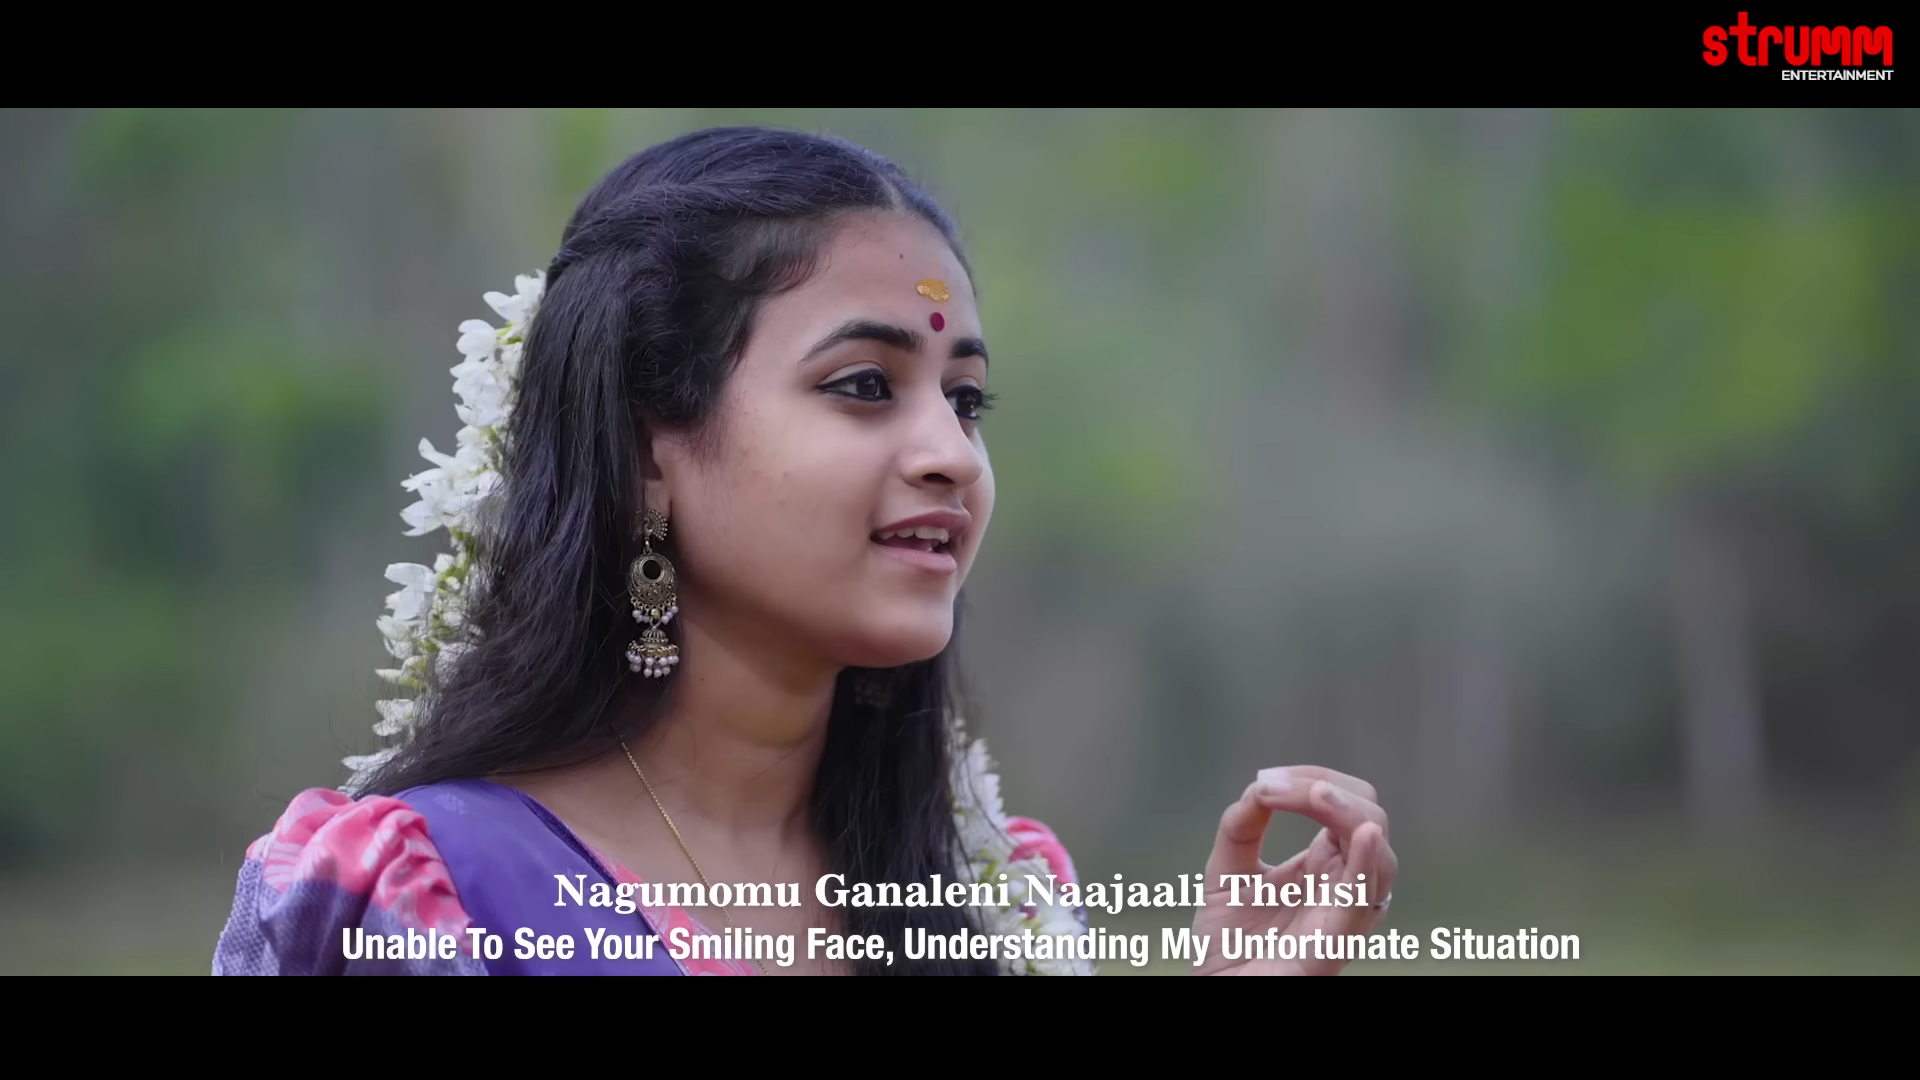 strumm
ENTERTAINMENT
Nagumomu Ganaleni Naajaali Thelisi
Unable To See Your Smiling Face, Understanding My Unfortunate Situation